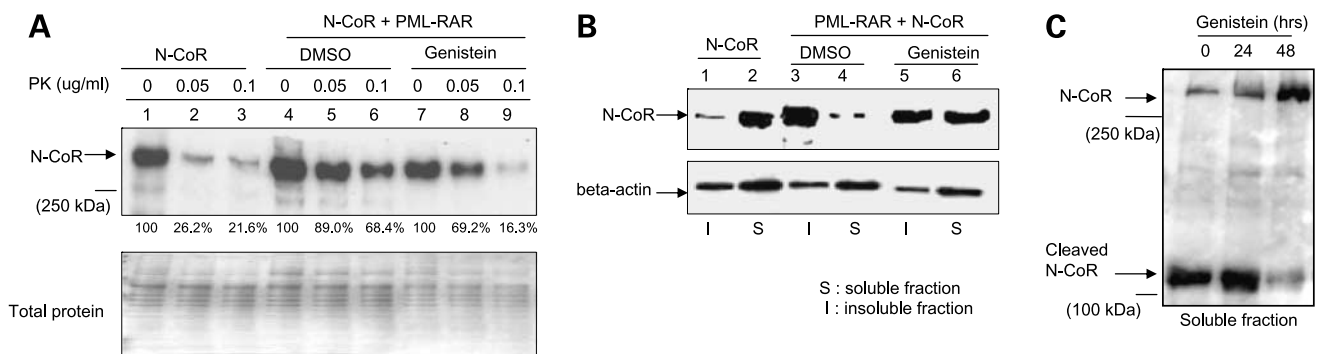 A
N-CoR + PML-RAR
N-CoR DMSO Genistein
PK (ug/ml) 0 0.05 0.1 0 0.05 0.1 0 0.05 0.1
1 2 3 4 5 6 7 8 9
N-CoR
(250 kDa)
100 26.2% 21.6% 100 89.0% 68.4% 100 69.2% 16.3%
Total protein
B
PML-RAR + N-CoR
N-CoR DMSO Genistein
1 2 3 4 5 6
N-CoR
beta-actin
I S I S I S
S : soluble fraction
I : insoluble fraction
C
Genistein (hrs)
0 24 48
N-CoR
(250 kDa)
Cleaved
N-CoR
(100 kDa)
Soluble fraction